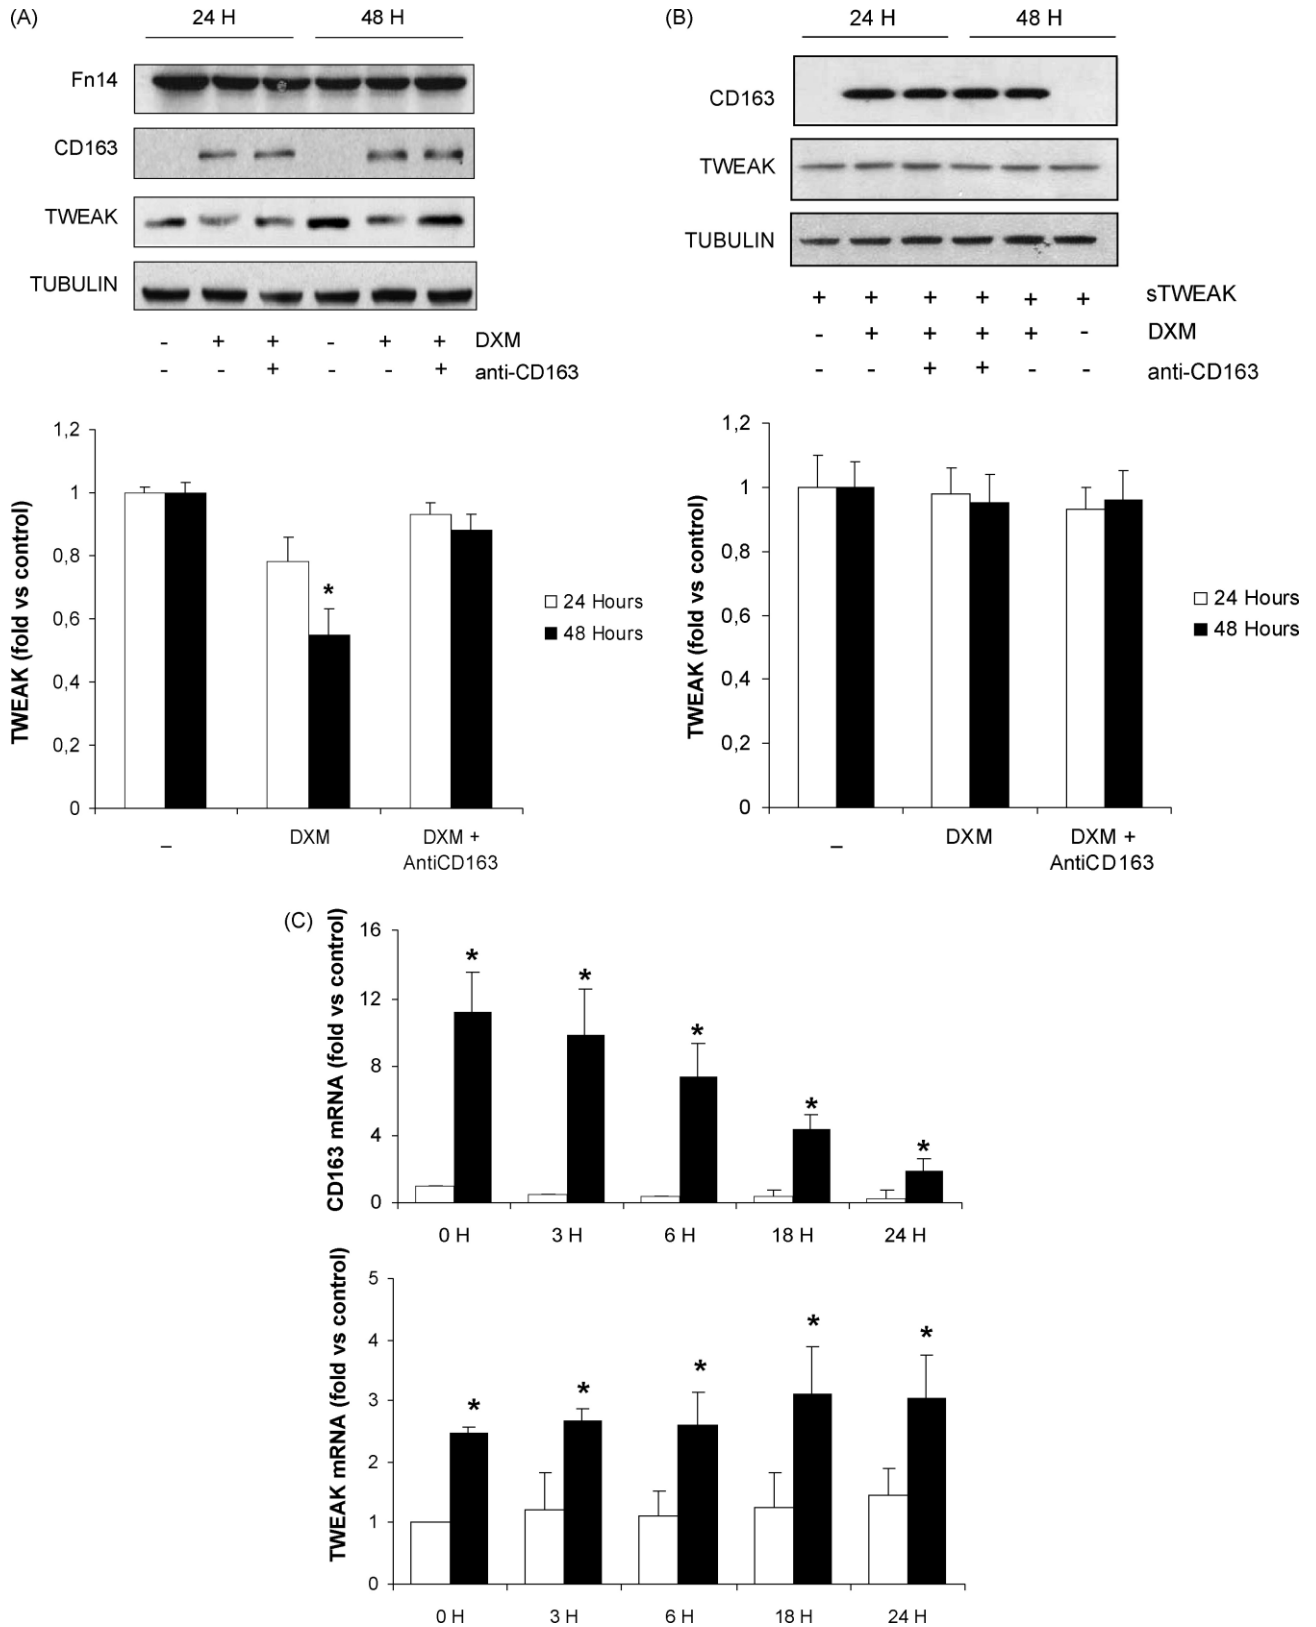 (A)
24 H 48 H
Fn14
CD163
TWEAK
TUBULIN
- + + - + + DXM
- - + - - + anti-CD163
TWEAK (fold vs control)
1,2
1
0,8
0,6
0,4
0,2
0
*
– DXM DXM +
AntiCD163
24 Hours
48 Hours
(B)
24 H 48 H
CD163
TWEAK
TUBULIN
+ + + + + + sTWEAK
- + + + + - DXM
- - + + - - anti-CD163
TWEAK (fold vs control)
1,2
1
0,8
0,6
0,4
0,2
0
– DXM DXM +
AntiCD163
24 Hours
48 Hours
(C)
CD163 mRNA (fold vs control)
16
12
8
4
0
* * * * *
0 H 3 H 6 H 18 H 24 H
TWEAK mRNA (fold vs control)
5
4
3
2
1
0
* * * * *
0 H 3 H 6 H 18 H 24 H